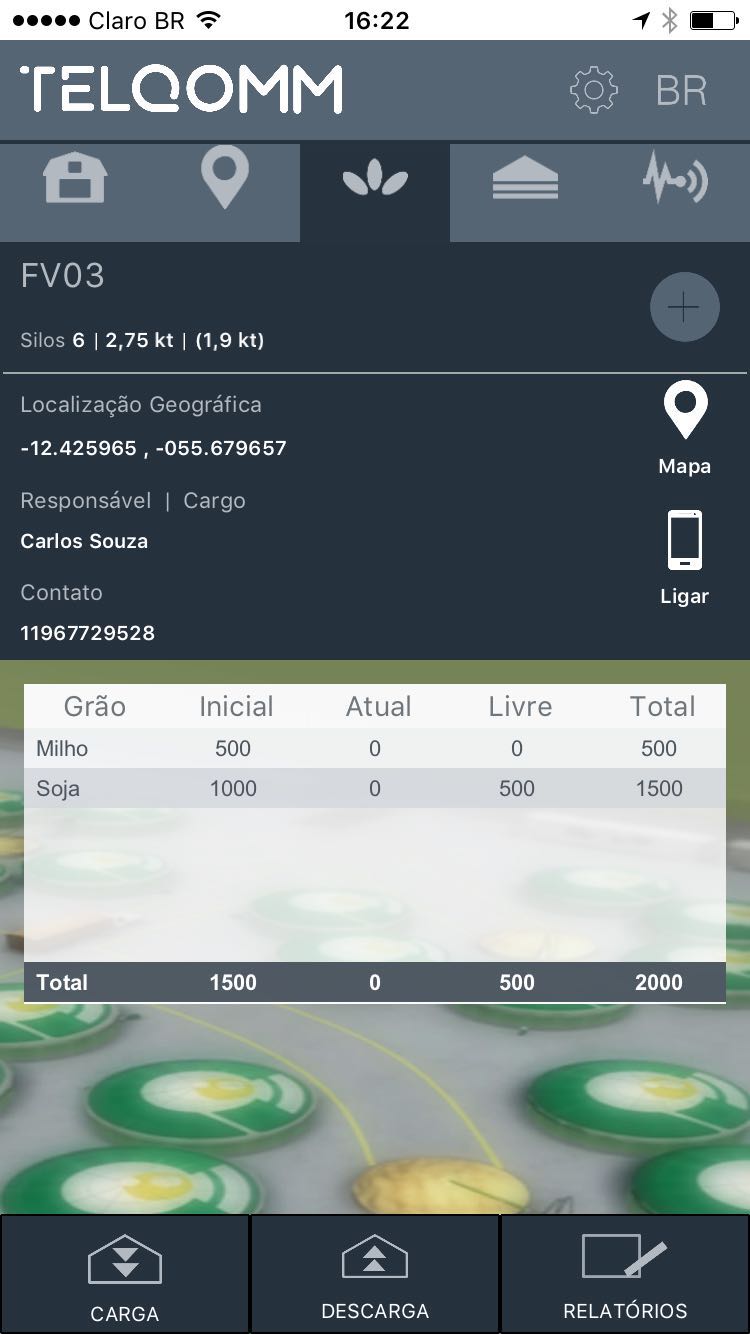 Claro BR 16:22
TELQOMM BR
FV03
Silos 6 | 2,75 kt | (1,9 kt)
Localização Geográfica
-12.425965 , -055.679657
Mapa
Responsável | Cargo
Carlos Souza
Ligar
Contato
11967729528
Grão Inicial Atual Livre Total
Milho 500 0 0 500
Soja 1000 0 500 1500
Total 1500 0 500 2000
CARGA DESCARGA RELATÓRIOS